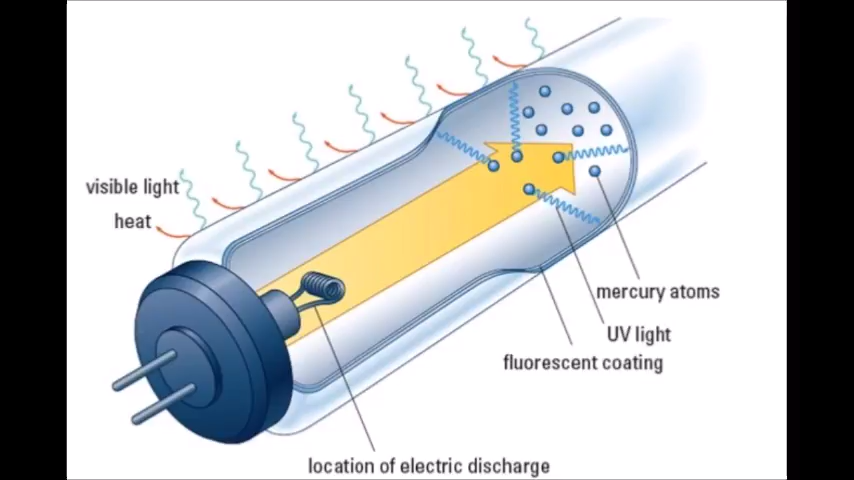 visible light
heat
mercury atoms
UV light
fluorescent coating
location of electric discharge